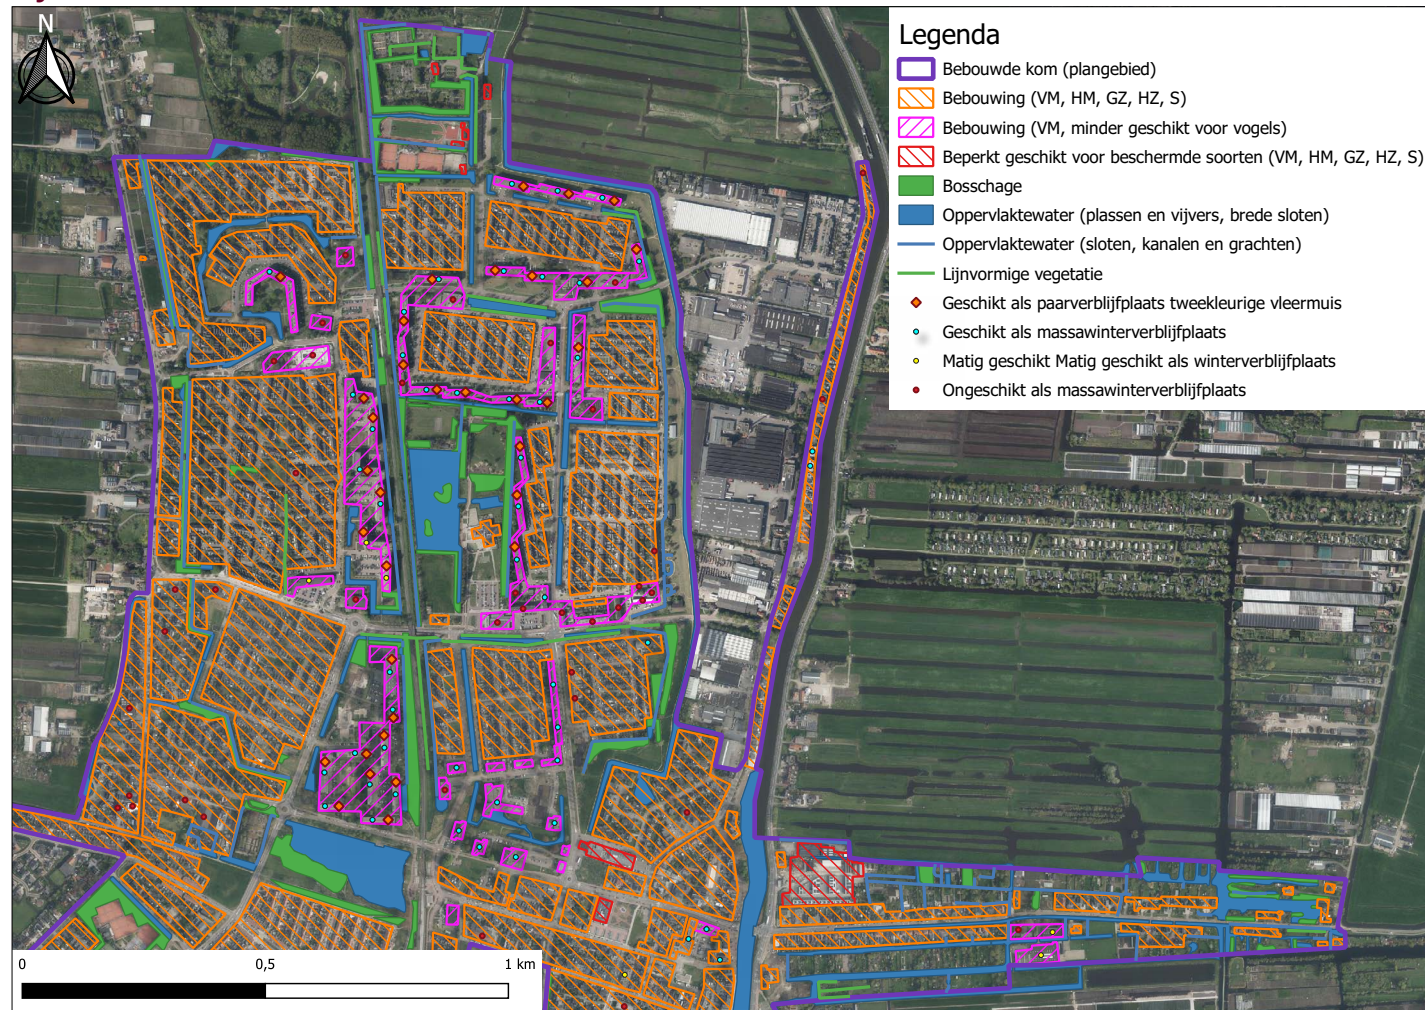 N
Legenda
Bebouwde kom (plangebied)
Bebouwing (VM, HM, GZ, HZ, S)
Bebouwing (VM, minder geschikt voor vogels)
Beperkt geschikt voor beschermde soorten (VM, HM, GZ, HZ, S)
Bosschage
Oppervlaktewater (plassen en vijvers, brede sloten)
Oppervlaktewater (sloten, kanalen en grachten)
Lijnvormige vegetatie
Geschikt als paarverblijfplaats tweekleurige vleermuis
Geschikt als massawinterverblijfplaats
Matig geschikt Matig geschikt als winterverblijfplaats
Ongeschikt als massawinterverblijfplaats
0 0,5 1 km